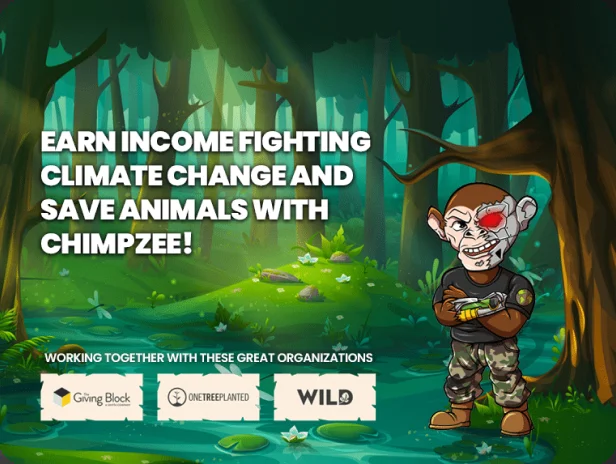 EARN INCOME FIGHTING
CLIMATE CHANGE AND
SAVE ANIMALS WITH
CHIMPZEE!
WORKING TOGETHER WITH THESE GREAT ORGANIZATIONS
The Giving Block
ONETREEPLANTED
WILD